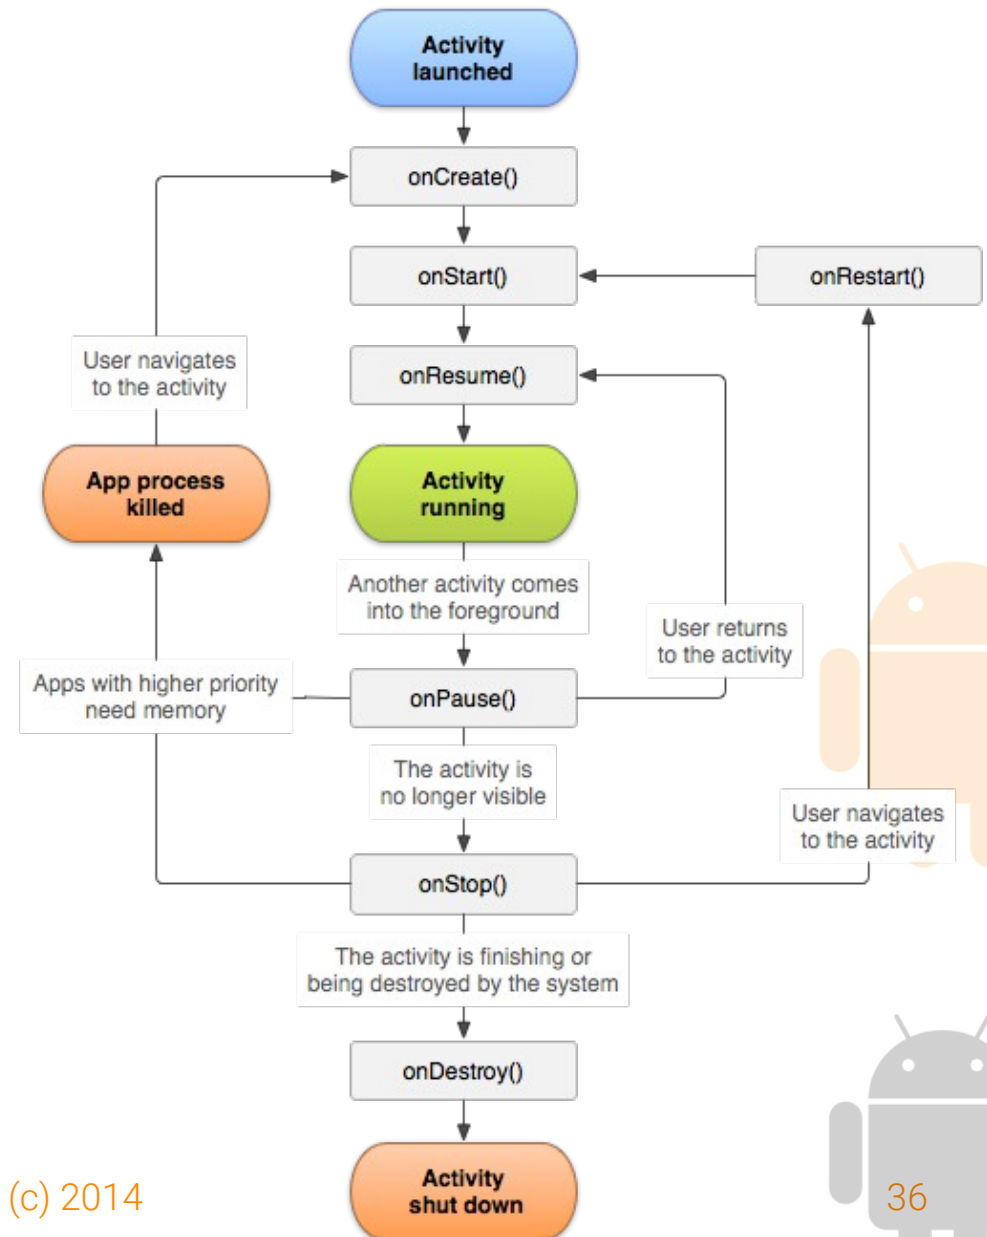 Activity
launched
onCreate()
onStart()
onRestart()
User navigates
to the activity
onResume()
App process
killed
Activity
running
Another activity comes
into the foreground
User returns
to the activity
Apps with higher priority
need memory
onPause()
The activity is
no longer visible
User navigates
to the activity
onStop()
The activity is finishing or
being destroyed by the system
onDestroy()
Activity
shut down
(c) 2014
36